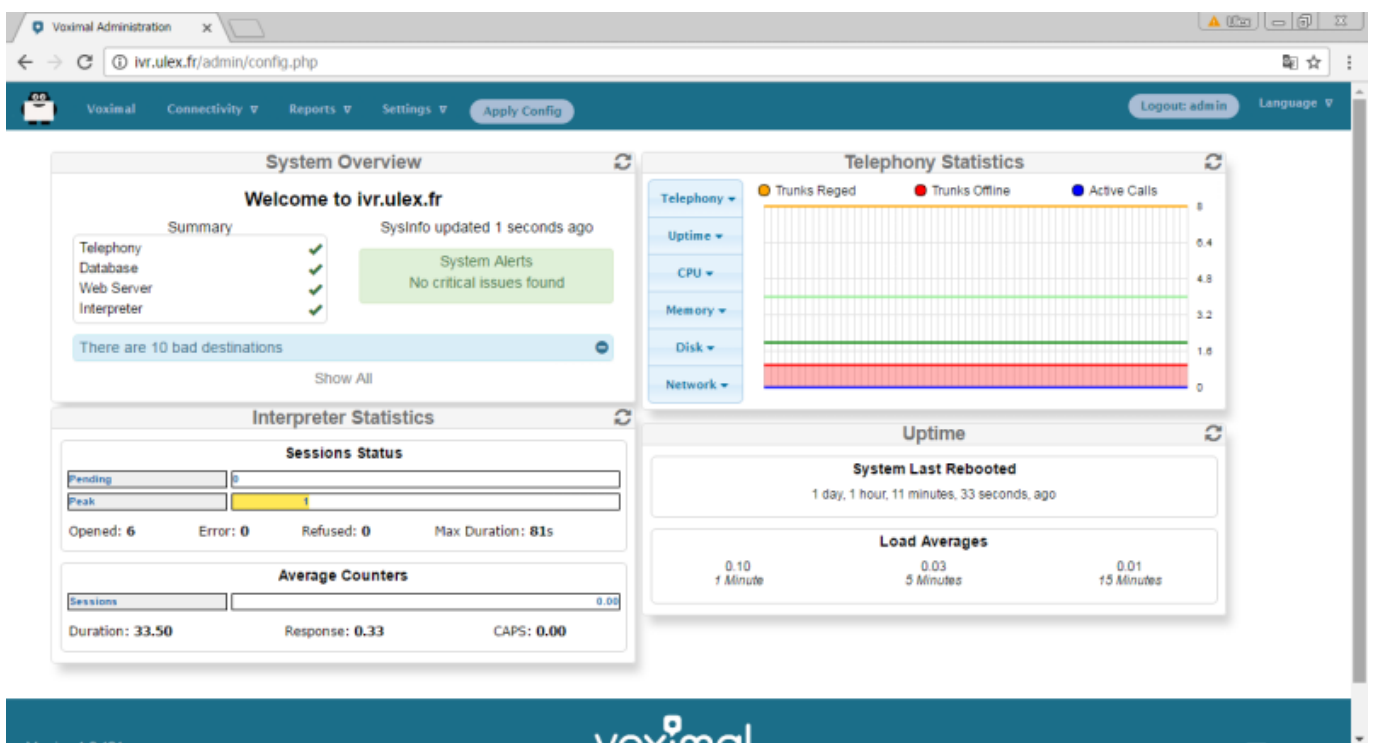 Voximal Administration
ivr.ulex.fr/admin/config.php
Voximal Connectivity Reports Settings Apply Config Logout: admin Language
System Overview
Welcome to ivr.ulex.fr
Summary
Telephony
Database
Web Server
Interpreter
SysInfo updated 1 seconds ago
System Alerts
No critical issues found
There are 10 bad destinations
Show All
Telephony Statistics
Telephony
Uptime
CPU
Memory
Disk
Network
Trunks Reged Trunks Offline Active Calls
8
6.4
4.8
3.2
1.6
0
Interpreter Statistics
Sessions Status
Pending 0
Peak 1
Opened: 6 Error: 0 Refused: 0 Max Duration: 81s
Average Counters
Sessions 0.00
Duration: 33.50 Response: 0.33 CAPS: 0.00
Uptime
System Last Rebooted
1 day, 1 hour, 11 minutes, 33 seconds, ago
Load Averages
0.10 0.03 0.01
1 Minute 5 Minutes 15 Minutes
voximal